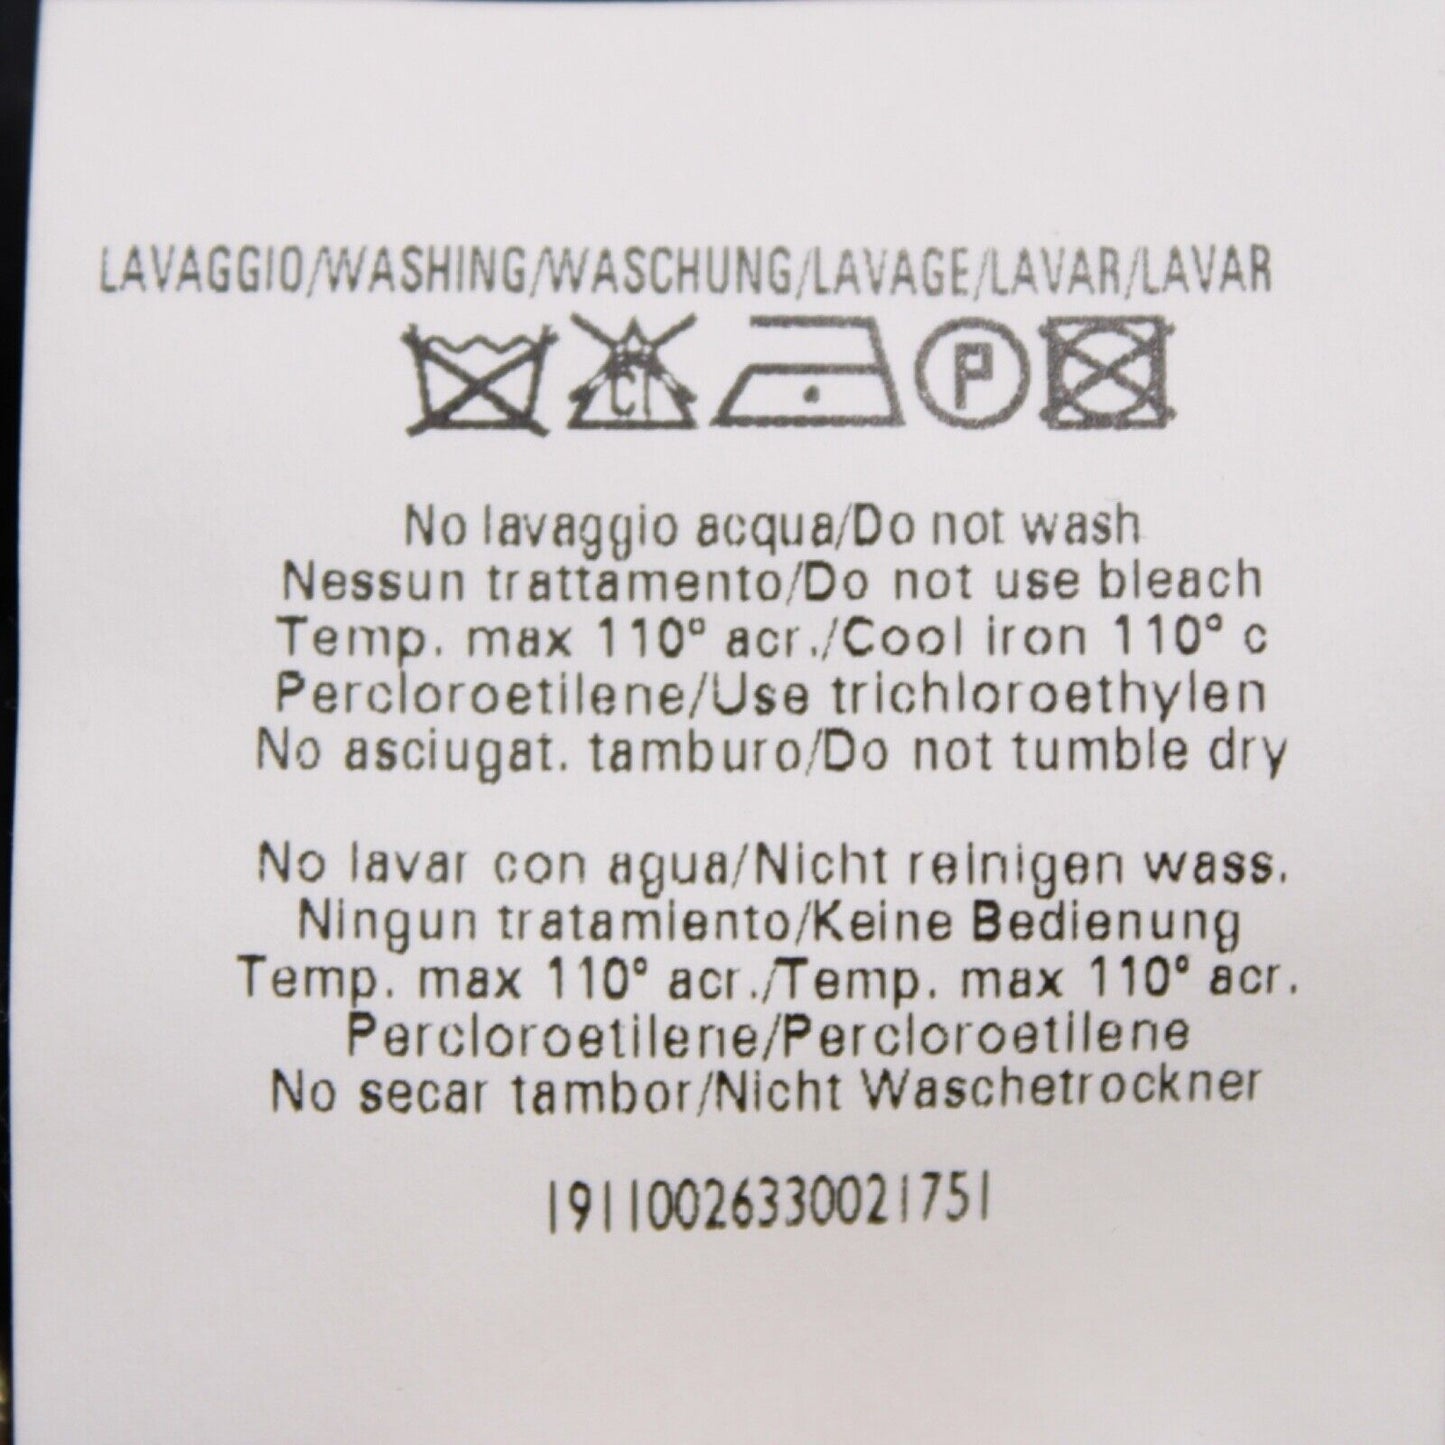 LAVAGGIO/WASHING/WASCHUNG/LAVAGE/LAVAR/LAVAR
CL P
No lavaggio acqua/Do not wash
Nessun trattamento/Do not use bleach
Temp. max 110° acr./Cool iron 110° c
Percloroetilene/Use trichloroethylen
No asciugat. tamburo/Do not tumble dry
No lavar con agua/Nicht reinigen wass.
Ningun tratamiento/Keine Bedienung
Temp. max 110° acr./Temp. max 110° acr.
Percloroetilene/Percloroetilene
No secar tambor/Nicht Waschetrockner
19110026330021751